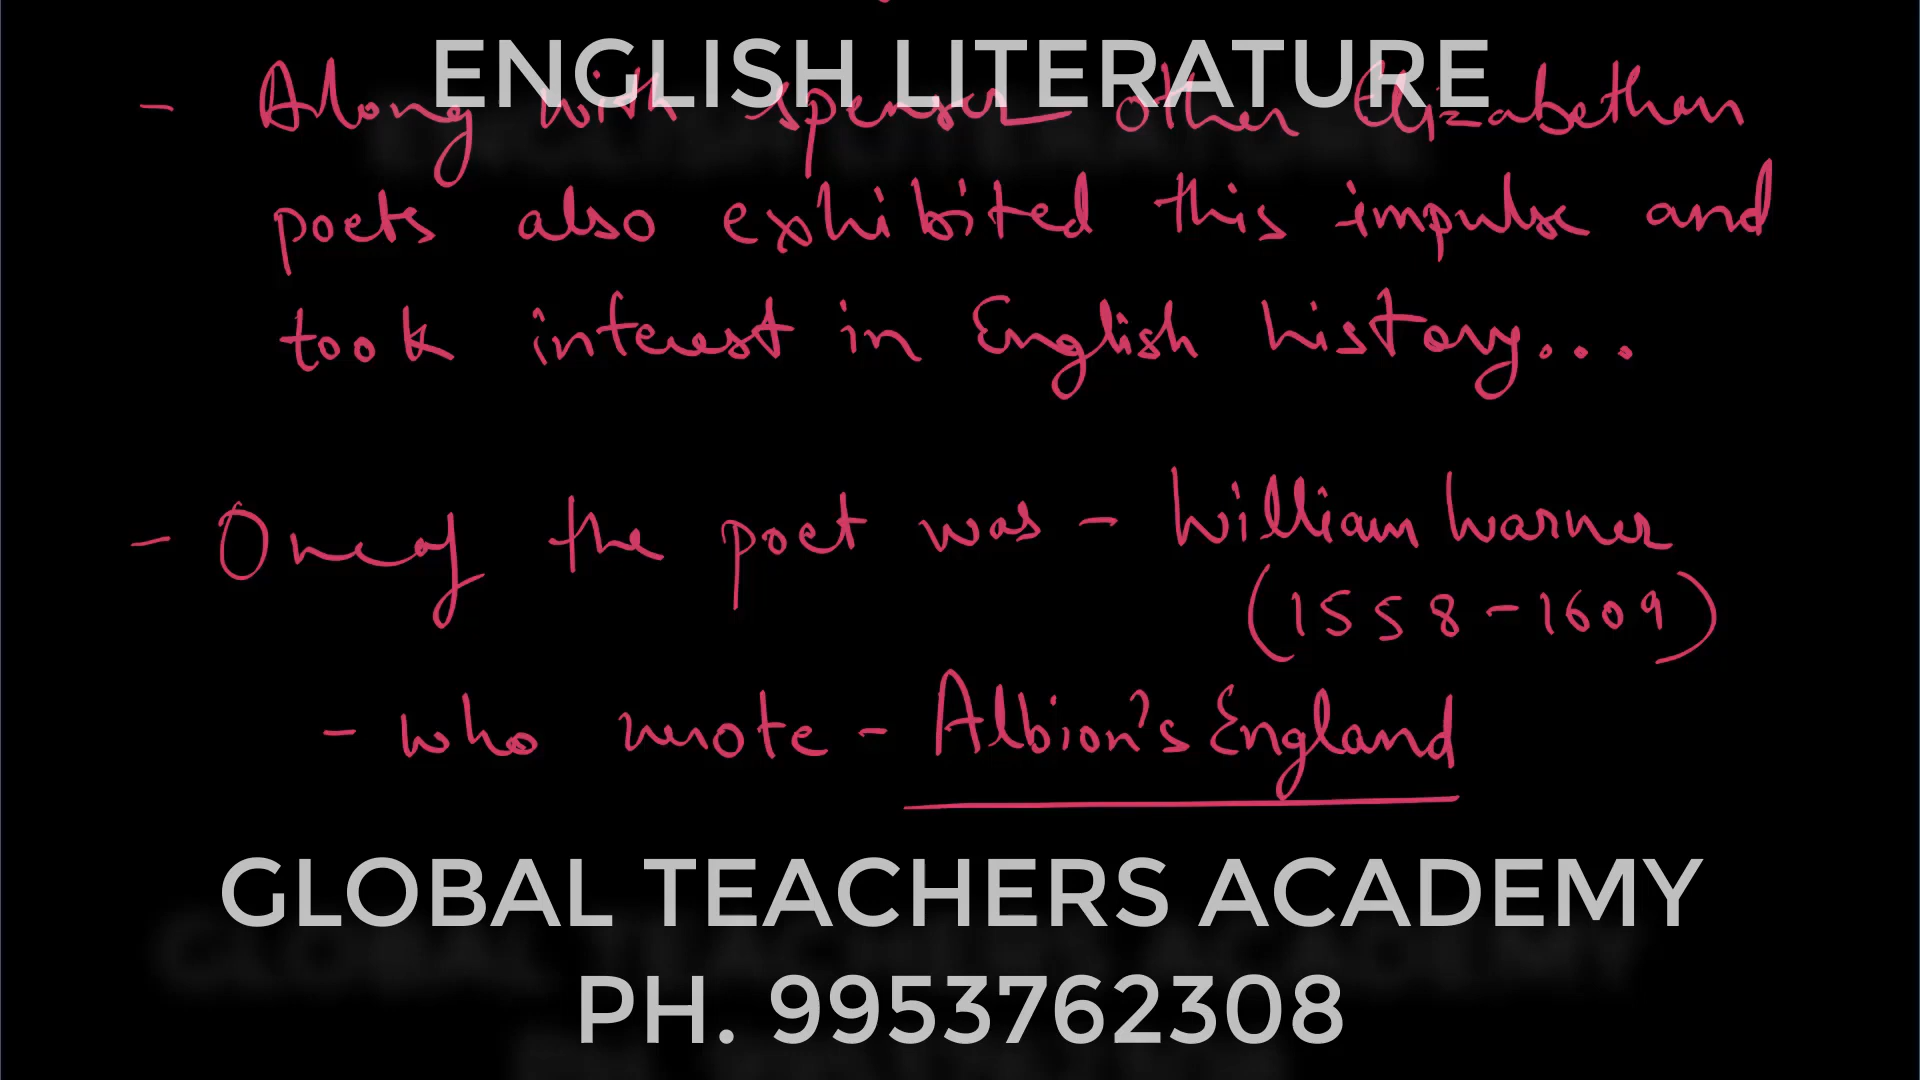 ENGLISH LITERATURE
- Along with Spenser other Elizabethan
poets also exhibited this impulse and
took interest in English history...
- One of the poet was - William Warner
(1558-1609)
- who wrote - Albion's England
GLOBAL TEACHERS ACADEMY
PH. 9953762308